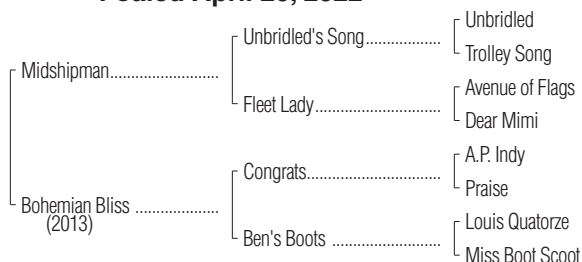 Foaled April 28, 2022
Unbridled
Unbridled's Song
Trolley Song
Midshipman
Avenue of Flags
Fleet Lady
Dear Mimi
A.P. Indy
Congrats
Praise
Bohemian Bliss
(2013)
Louis Quatorze
Ben's Boots
Miss Boot Scoot